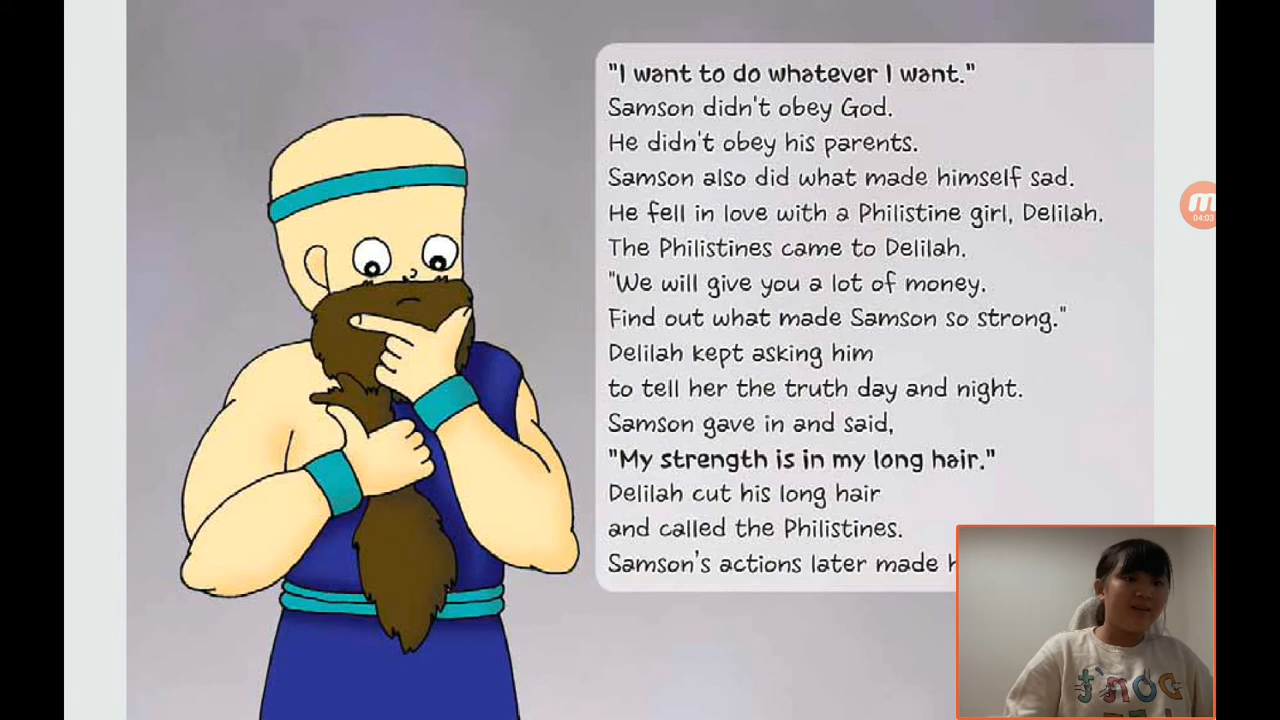 "I want to do whatever I want."
Samson didn't obey God.
He didn't obey his parents.
Samson also did what made himself sad.
He fell in love with a Philistine girl, Delilah.
The Philistines came to Delilah.
"We will give you a lot of money.
Find out what made Samson so strong."
Delilah kept asking him
to tell her the truth day and night.
Samson gave in and said,
"My strength is in my long hair."
Delilah cut his long hair
and called the Philistines.
Samson's actions later made
04:03